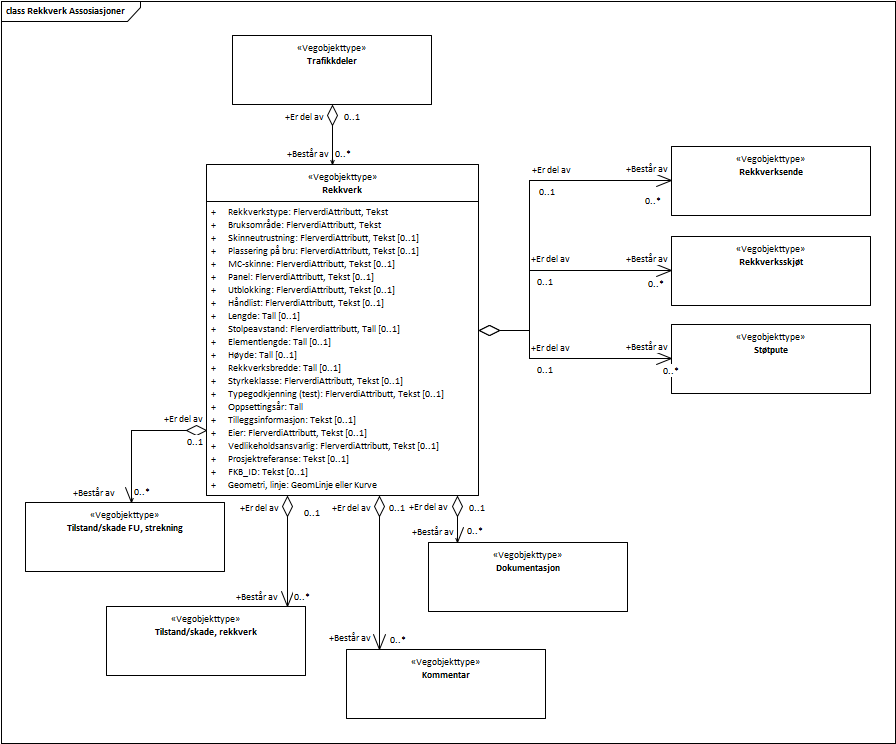 class Rekkverk Assosiasjoner
«Vegobjekttype»
Trafikkdeler
+Er del av
0..1
+Består av
0..*
«Vegobjekttype»
Rekkverk
+ Rekkverkstype: FlerverdiAttributt, Tekst
+ Bruksområde: FlerverdiAttributt, Tekst
+ Skinneutrustning: FlerverdiAttributt, Tekst [0..1]
+ Plassering på bru: FlerverdiAttributt, Tekst [0..1]
+ MC-skinne: FlerverdiAttributt, Tekst [0..1]
+ Panel: FlerverdiAttributt, Tekst [0..1]
+ Utblokking: FlerverdiAttributt, Tekst [0..1]
+ Håndlist: FlerverdiAttributt, Tekst [0..1]
+ Lengde: Tall [0..1]
+ Stolpeavstand: Flerverdiattributt, Tall [0..1]
+ Elementlengde: Tall [0..1]
+ Høyde: Tall [0..1]
+ Rekkverksbredde: Tall [0..1]
+ Styrkeklasse: FlerverdiAttributt, Tekst [0..1]
+ Typegodkjenning (test): FlerverdiAttributt, Tekst [0..1]
+ Oppsettingsår: Tall
+ Tilleggsinformasjon: Tekst [0..1]
+ Eier: FlerverdiAttributt, Tekst [0..1]
+ Vedlikeholdsansvarlig: FlerverdiAttributt, Tekst [0..1]
+ Prosjektreferanse: Tekst [0..1]
+ FKB_ID: Tekst [0..1]
+ Geometri, linje: GeomLinje eller Kurve
+Er del av
0..1
+Består av
0..*
«Vegobjekttype»
Rekkverksende
+Er del av
0..1
+Består av
0..*
«Vegobjekttype»
Rekkverksskjøt
+Er del av
0..1
+Består av
0..*
«Vegobjekttype»
Støtpute
+Er del av
0..1
+Består av
0..*
«Vegobjekttype»
Tilstand/skade FU, strekning
+Er del av
0..1
+Består av
0..*
«Vegobjekttype»
Tilstand/skade, rekkverk
+Er del av
0..1
+Består av
0..*
«Vegobjekttype»
Kommentar
+Er del av
0..1
+Består av
0..*
«Vegobjekttype»
Dokumentasjon